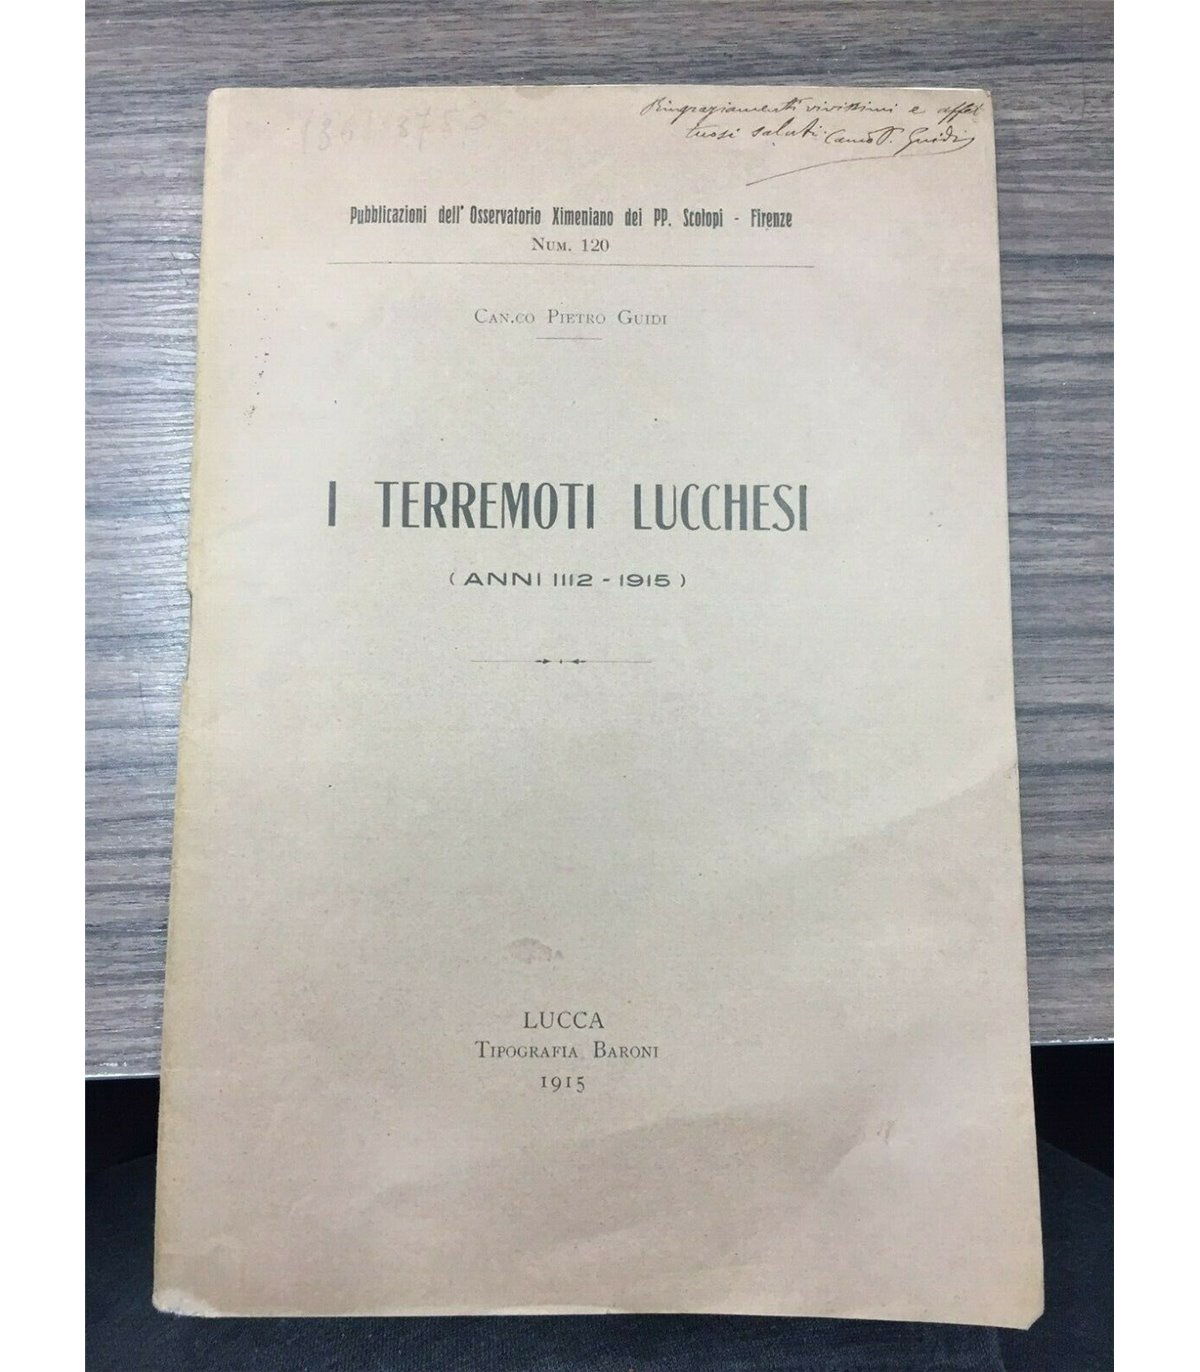 Ringraziamenti vivissimi e affet
tuosi saluti Can.co P. Guidi
Pubblicazioni dell' Osservatorio Ximeniano dei PP. Scolopi - Firenze
Num. 120
Can.co Pietro Guidi
I TERREMOTI LUCCHESI
(ANNI 1112 - 1915)
LUCCA
Tipografia Baroni
1915